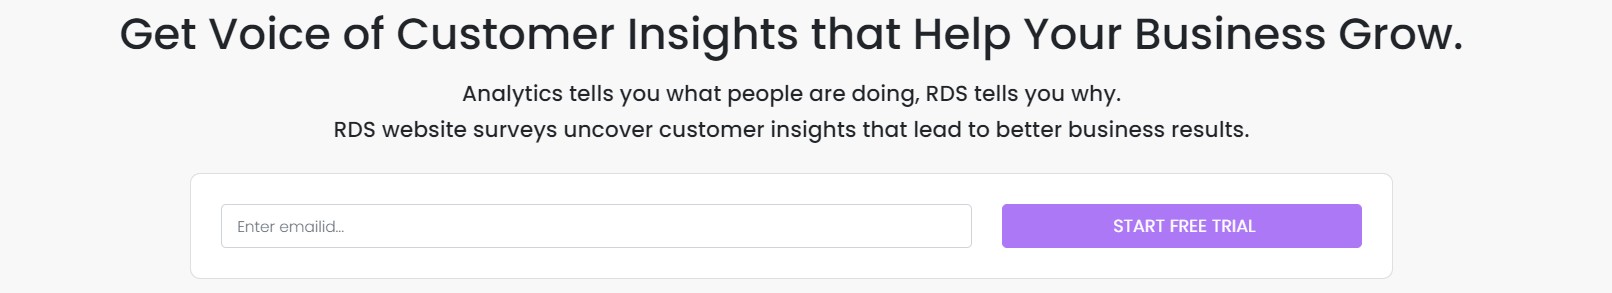 Get Voice of Customer Insights that Help Your Business Grow.
Analytics tells you what people are doing, RDS tells you why.
RDS website surveys uncover customer insights that lead to better business results.
Enter emailid...
START FREE TRIAL